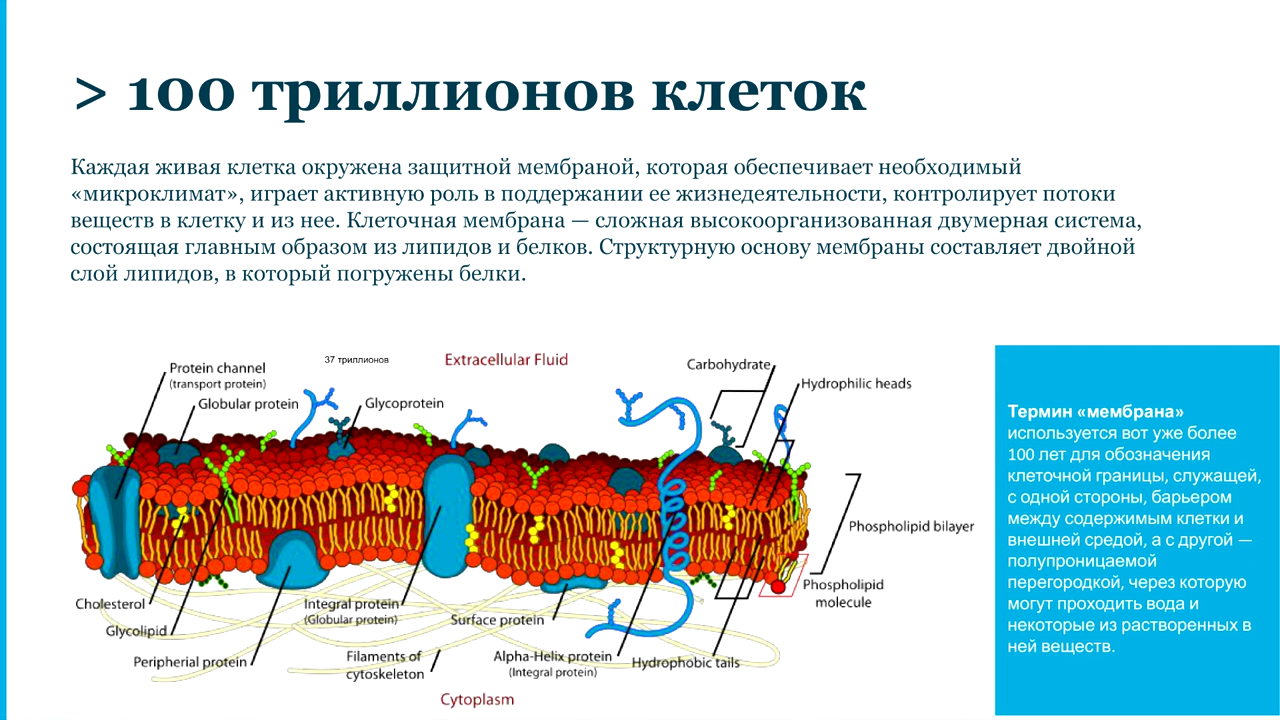 > 100 триллионов клеток
Каждая живая клетка окружена защитной мембраной, которая обеспечивает необходимый
«микроклимат», играет активную роль в поддержании ее жизнедеятельности, контролирует потоки
веществ в клетку и из нее. Клеточная мембрана — сложная высокоорганизованная двумерная система,
состоящая главным образом из липидов и белков. Структурную основу мембраны составляет двойной
слой липидов, в который погружены белки.
Protein channel
(transport protein)
37 триллионов
Extracellular Fluid
Carbohydrate
Hydrophilic heads
Globular protein
Glycoprotein
Phospholipid bilayer
Phospholipid
molecule
Cholesterol
Glycolipid
Peripherial protein
Integral protein
(Globular protein)
Filaments of
cytoskeleton
Surface protein
Alpha-Helix protein
(Integral protein)
Hydrophobic tails
Cytoplasm
Термин «мембрана»
используется вот уже более
100 лет для обозначения
клеточной границы, служащей,
с одной стороны, барьером
между содержимым клетки и
внешней средой, а с другой —
полупроницаемой
перегородкой, через которую
могут проходить вода и
некоторые из растворенных в
ней веществ.